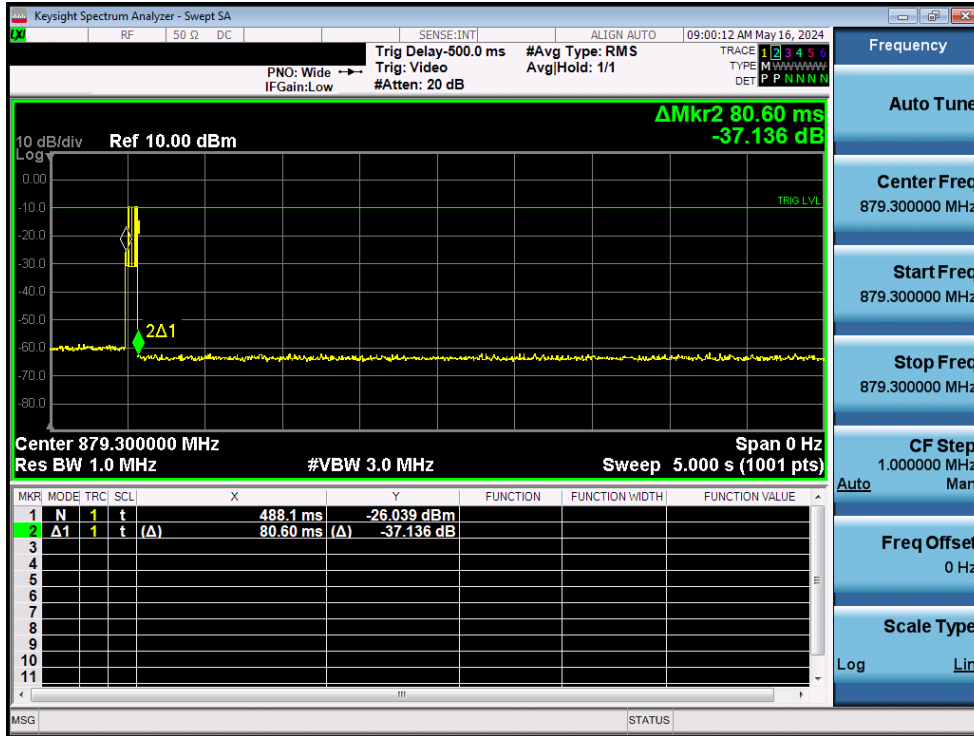 Keysight Spectrum Analyzer - Swept SA
LXI RF 50 Ω DC SENSE:INT ALIGN AUTO 09:00:12 AM May 16, 2024
Trig Delay-500.0 ms #Avg Type: RMS TRACE 1 2 3 4 5 6
PNO: Wide Trig: Video Avg|Hold: 1/1 TYPE M WWWWW
IFGain:Low #Atten: 20 dB DET P P N N N N
ΔMkr2 80.60 ms
10 dB/div Ref 10.00 dBm -37.136 dB
Log
0.00
-10.0 TRIG LVL
-20.0
-30.0
-40.0
-50.0
2Δ1
-60.0
-70.0
-80.0
Center 879.300000 MHz Span 0 Hz
Res BW 1.0 MHz #VBW 3.0 MHz Sweep 5.000 s (1001 pts)
MKR MODE TRC SCL X Y FUNCTION FUNCTION WIDTH FUNCTION VALUE
1 N 1 t 488.1 ms -26.039 dBm
2 Δ1 1 t (Δ) 80.60 ms (Δ) -37.136 dB
3
4
5
6
7
8
9
10
11
MSG STATUS
Frequency
Auto Tune
Center Freq
879.300000 MHz
Start Freq
879.300000 MHz
Stop Freq
879.300000 MHz
CF Step
1.000000 MHz
Auto Man
Freq Offset
0 Hz
Scale Type
Log Lin